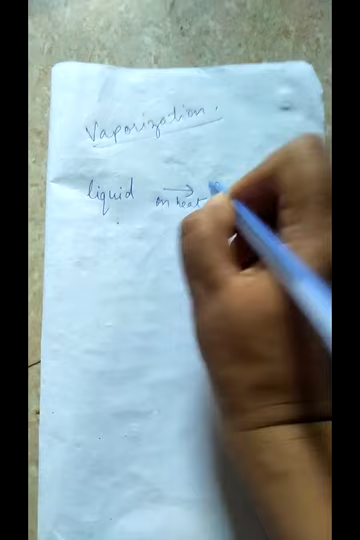 Vaporization.
liquid → on heat